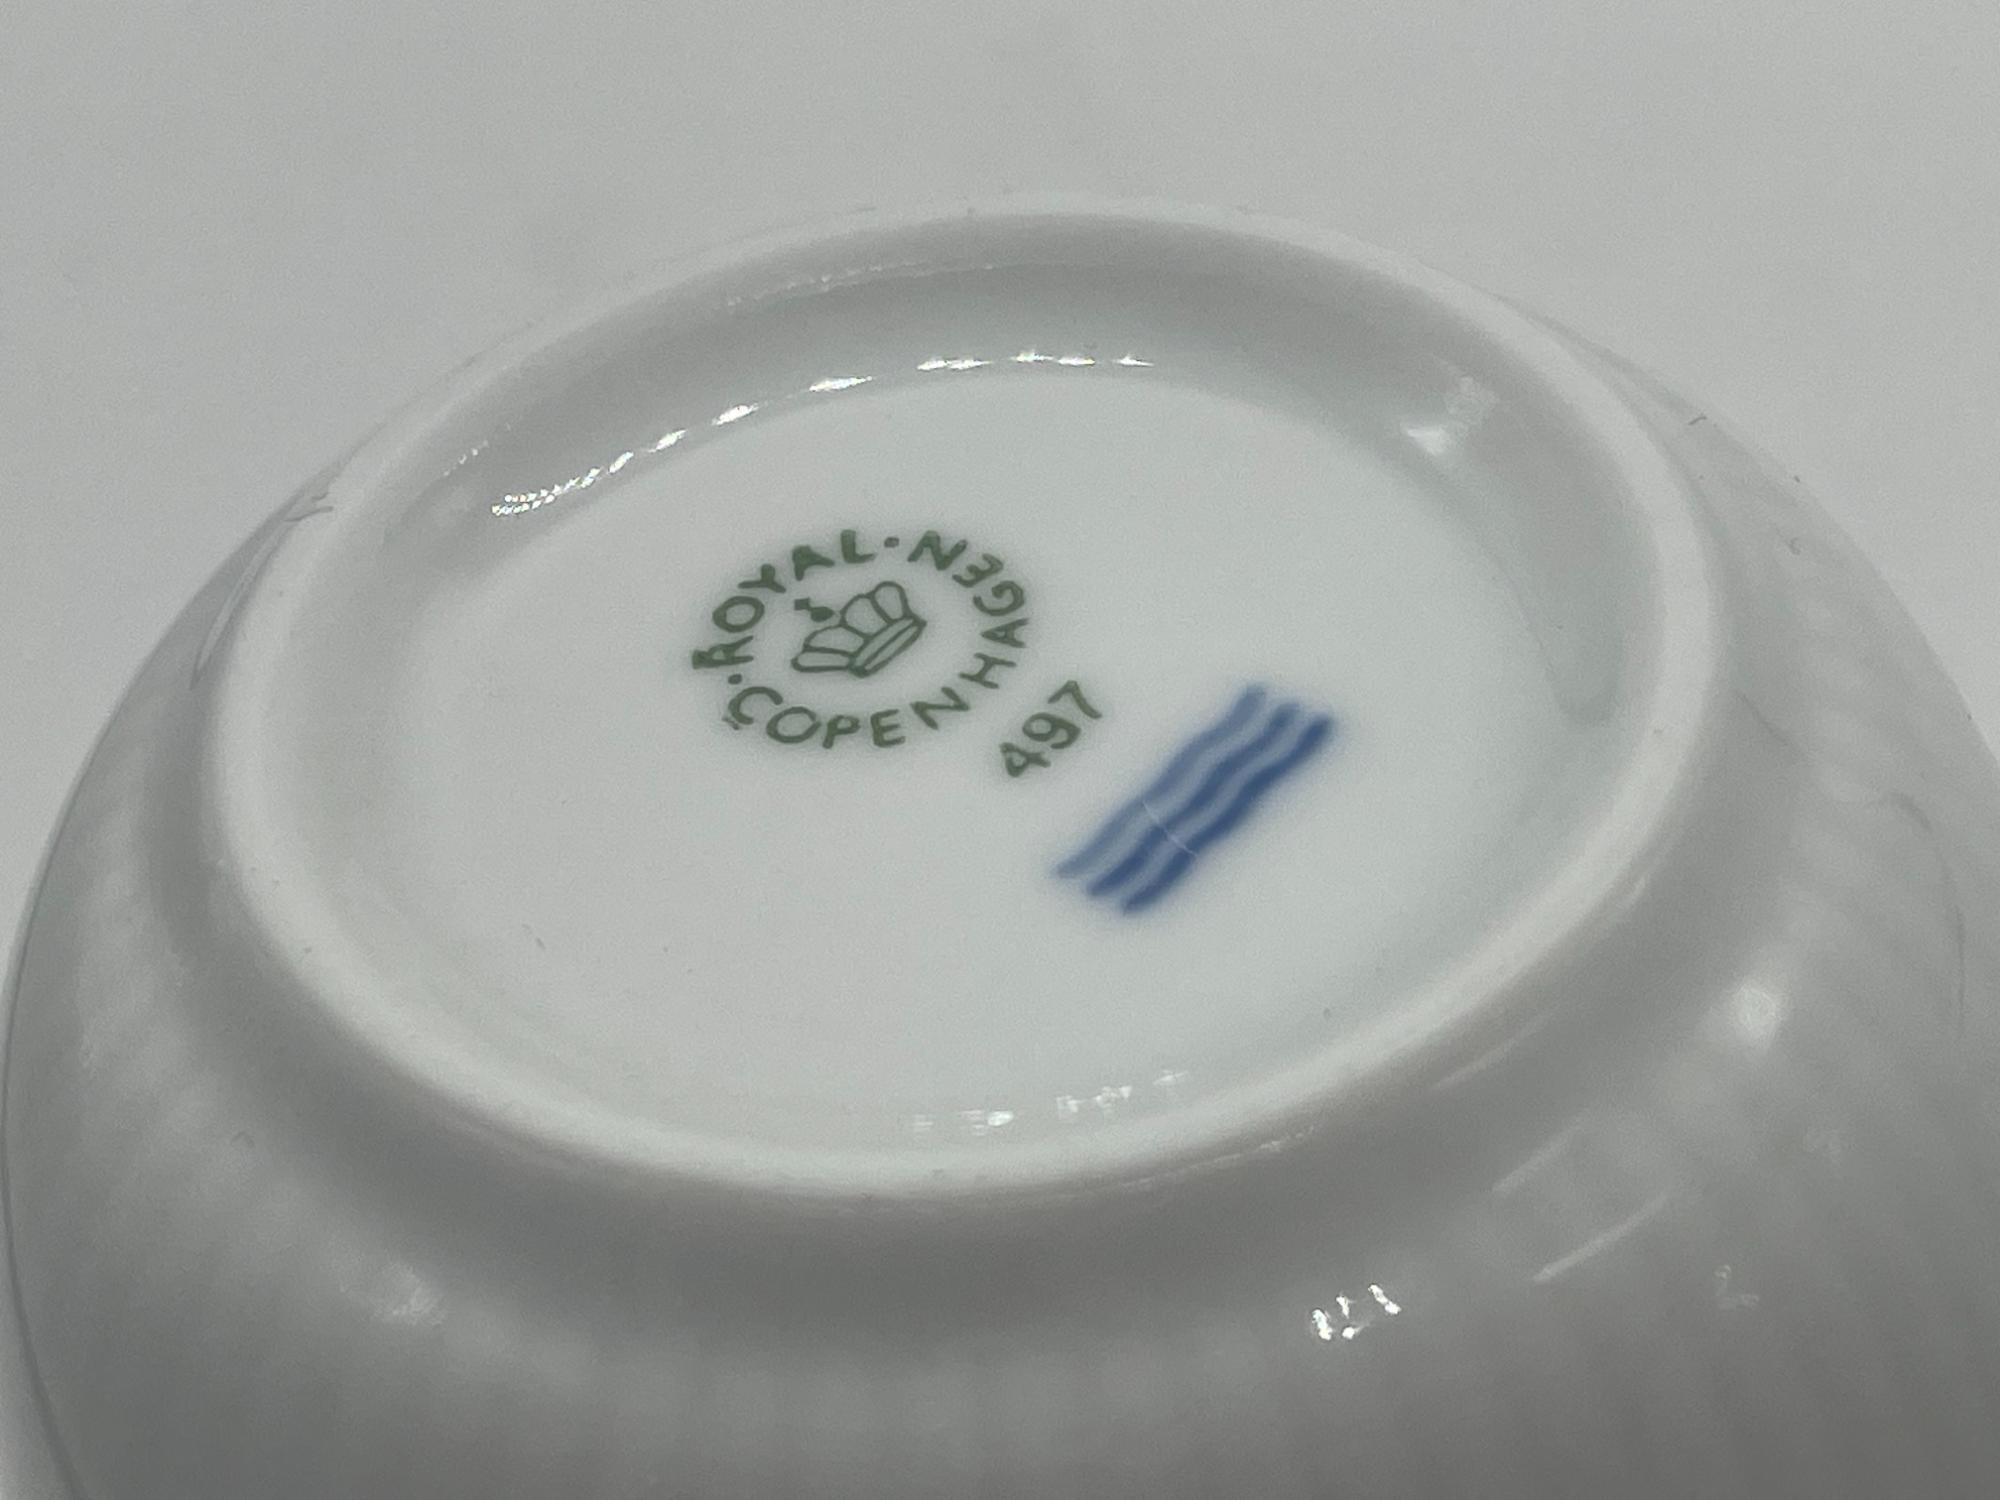 ROYAL · COPENHAGEN ·
497